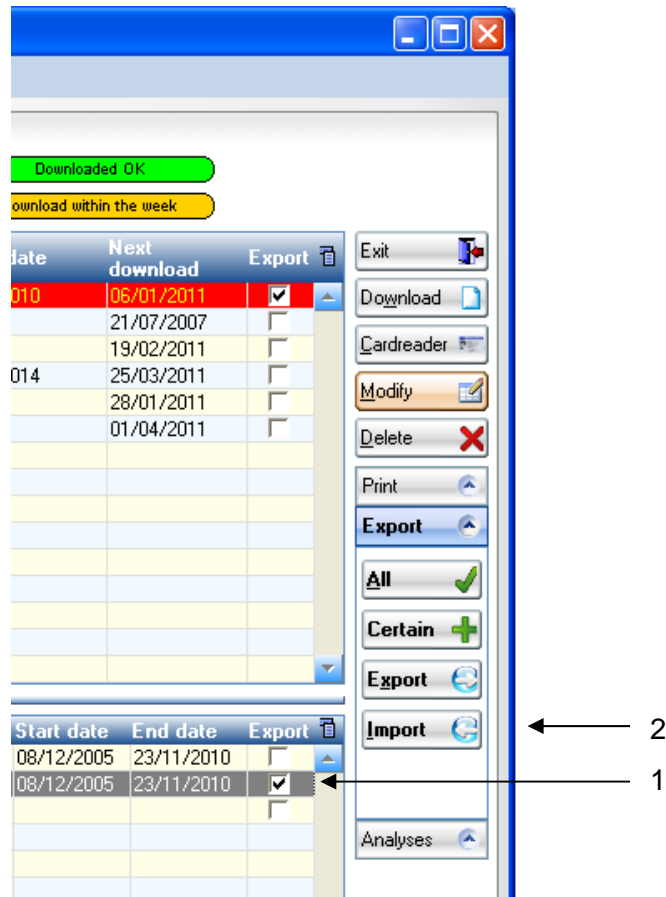 Downloaded OK
ownload within the week
date Next download Export
010 06/01/2011
21/07/2007
19/02/2011
014 25/03/2011
28/01/2011
01/04/2011
Exit
Download
Cardreader
Modify
Delete
Print
Export
All
Certain
Export
Import
2
Start date End date Export
08/12/2005 23/11/2010
08/12/2005 23/11/2010
1
Analyses